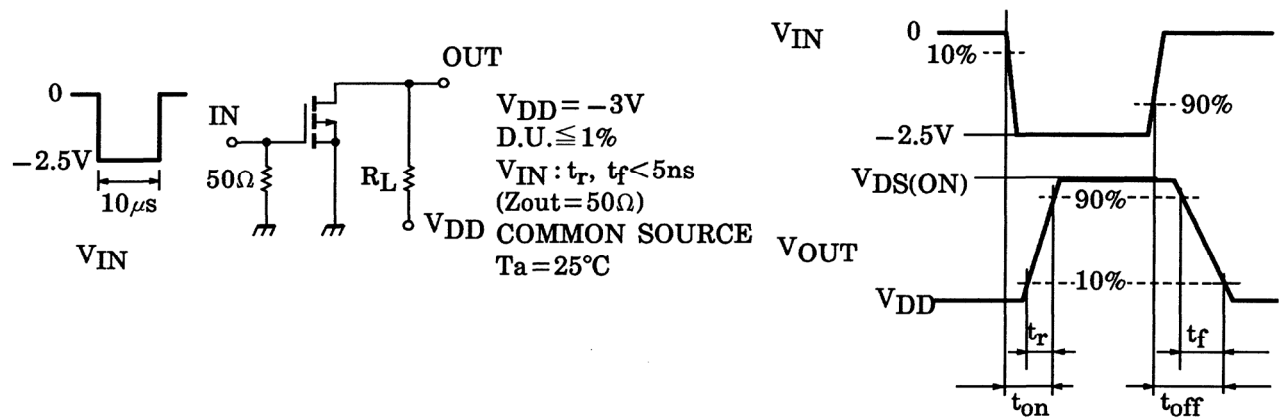 0
−2.5V
10μs
VIN
IN
50Ω
OUT
RL
VDD
VDD = −3V
D.U.≦1%
VIN : tr, tf<5ns
(Zout=50Ω)
COMMON SOURCE
Ta=25°C
VIN
0
10%
90%
−2.5V
VDS(ON)
90%
VOUT
10%
VDD
tr
tf
ton
toff